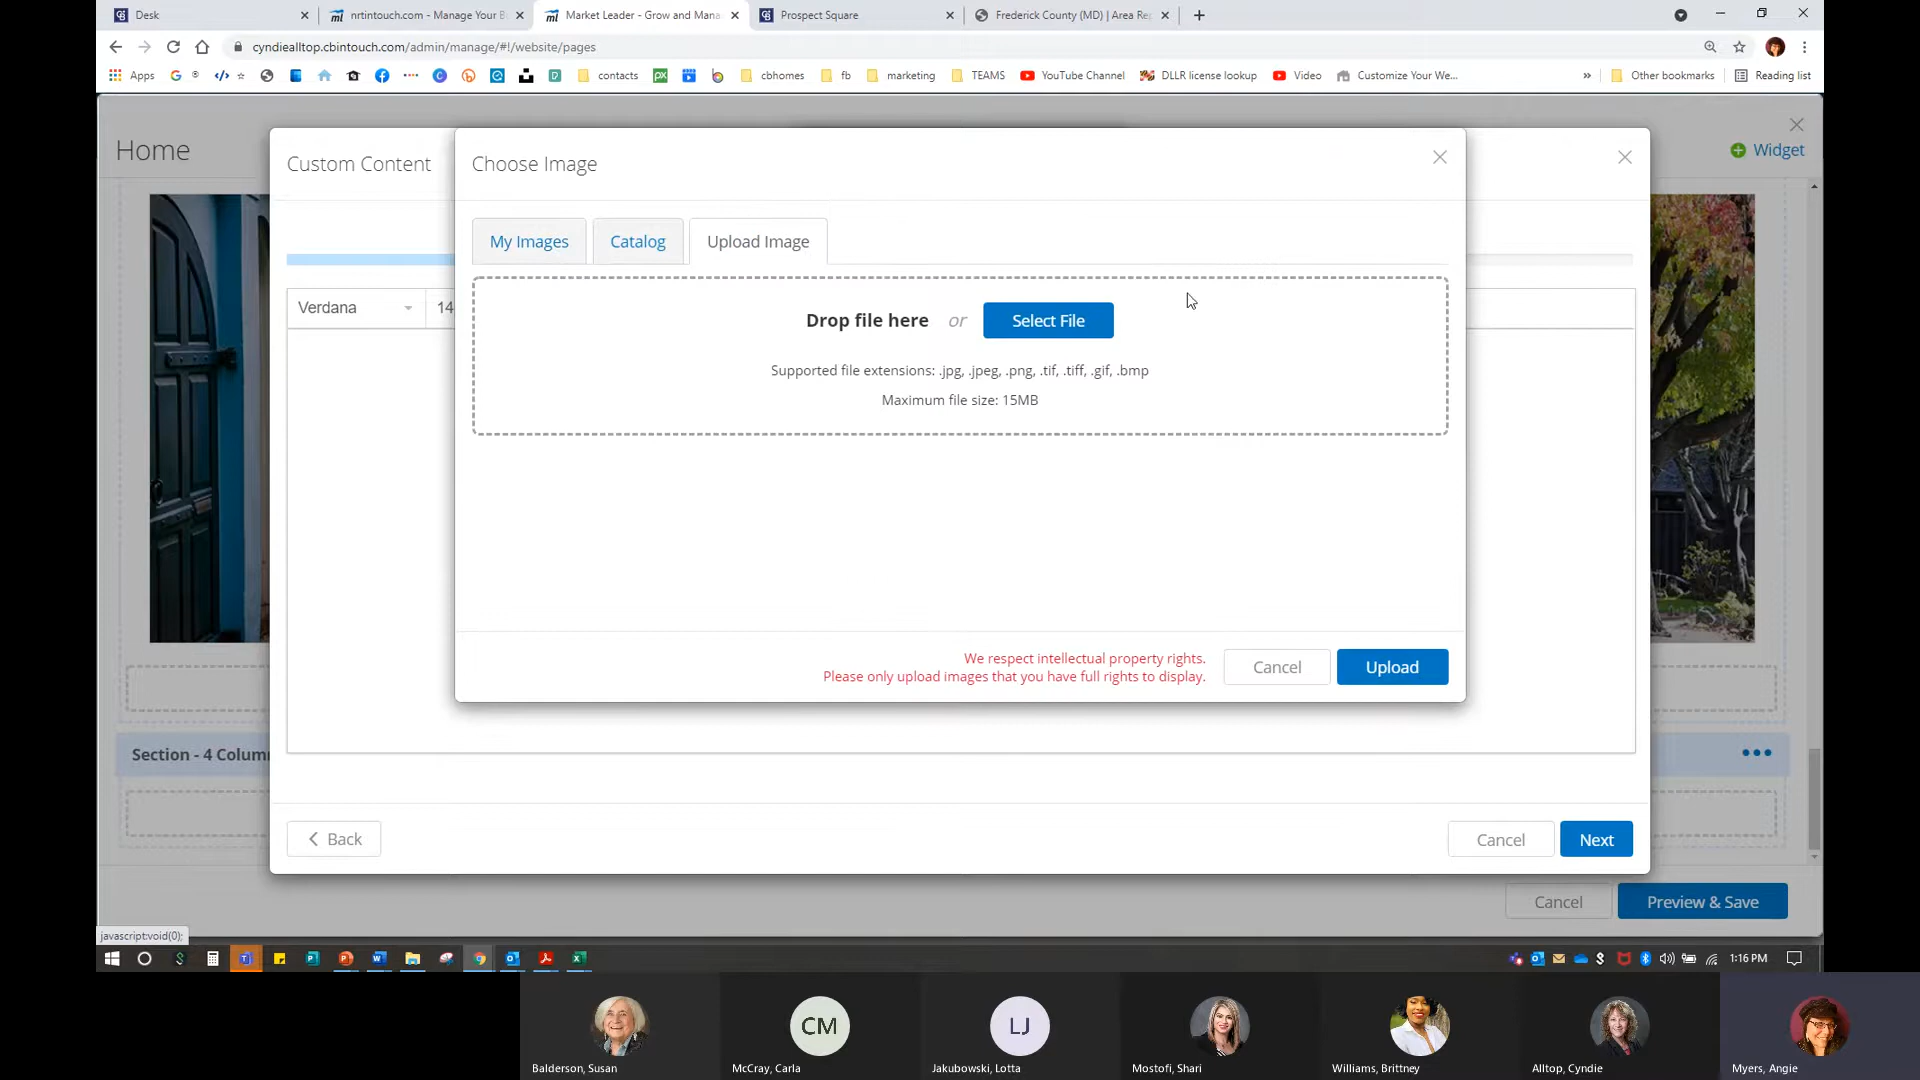 Desk
nrtintouch.com - Manage Your B
Market Leader - Grow and Mana
Prospect Square
Frederick County (MD) | Area Rep
cyndiealltop.cbintouch.com/admin/manage/#!/website/pages
Apps
contacts
cbhomes
fb
marketing
TEAMS
YouTube Channel
DLLR license lookup
Video
Customize Your We...
»
Other bookmarks
Reading list
Home
Widget
Custom Content
Choose Image
My Images
Catalog
Upload Image
Verdana
14
Drop file here or Select File
Supported file extensions: .jpg, .jpeg, .png, .tif, .tiff, .gif, .bmp
Maximum file size: 15MB
We respect intellectual property rights.
Please only upload images that you have full rights to display.
Cancel
Upload
Section - 4 Column
Back
Cancel
Next
Cancel
Preview & Save
javascript:void(0);
1:16 PM
CM
LJ
Balderson, Susan
McCray, Carla
Jakubowski, Lotta
Mostofi, Shari
Williams, Brittney
Alltop, Cyndie
Myers, Angie